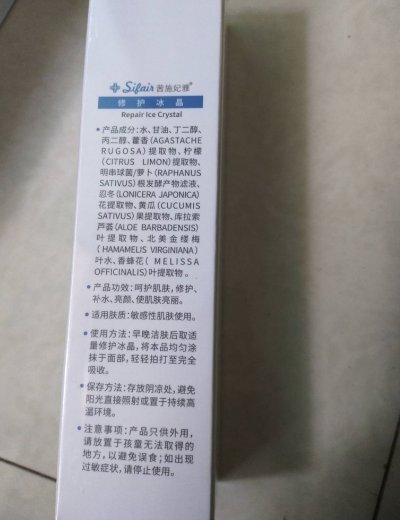 Sifair 茜施妃雅®
修护冰晶
Repair Ice Crystal
•产品成分:水、甘油、丁二醇、
丙二醇、藿香(AGASTACHE
RUGOSA)提取物、柠檬
(CITRUS LIMON)提取物、
明串球菌/萝卜(RAPHANUS
SATIVUS)根发酵产物滤液、
忍冬(LONICERA JAPONICA)
花提取物、黄瓜(CUCUMIS
SATIVUS)果提取物、库拉索
芦荟(ALOE BARBADENSIS)
叶提取物、北美金缕梅
(HAMAMELIS VIRGINIANA)
叶水、香蜂花(MELISSA
OFFICINALIS)叶提取物。
•产品功效:呵护肌肤,修护、
补水、亮颜、使肌肤亮丽。
•适用肤质:敏感性肌肤使用。
•使用方法:早晚洁肤后取适
量修护冰晶,将本品均匀涂
抹于面部,轻轻拍打至完全
吸收。
•保存方法:存放阴凉处,避免
阳光直接照射或置于持续高
温环境。
•注意事项:产品只供外用,
请放置于孩童无法取得的
地方,以避免误食;如出现
过敏症状,请停止使用。